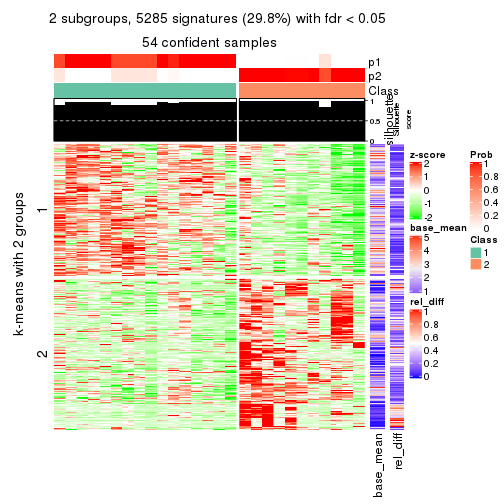 2 subgroups, 5285 signatures (29.8%) with fdr < 0.05
54 confident samples
p1
p2
Class
1
0.5
0
silhouette
Silhouette
score
k-means with 2 groups
1
2
base_mean
rel_diff
z-score
2
1
0
-1
-2
base_mean
5
4
3
2
1
rel_diff
1
0.8
0.6
0.4
0.2
0
Prob
1
0.8
0.6
0.4
0.2
0
Class
1
2